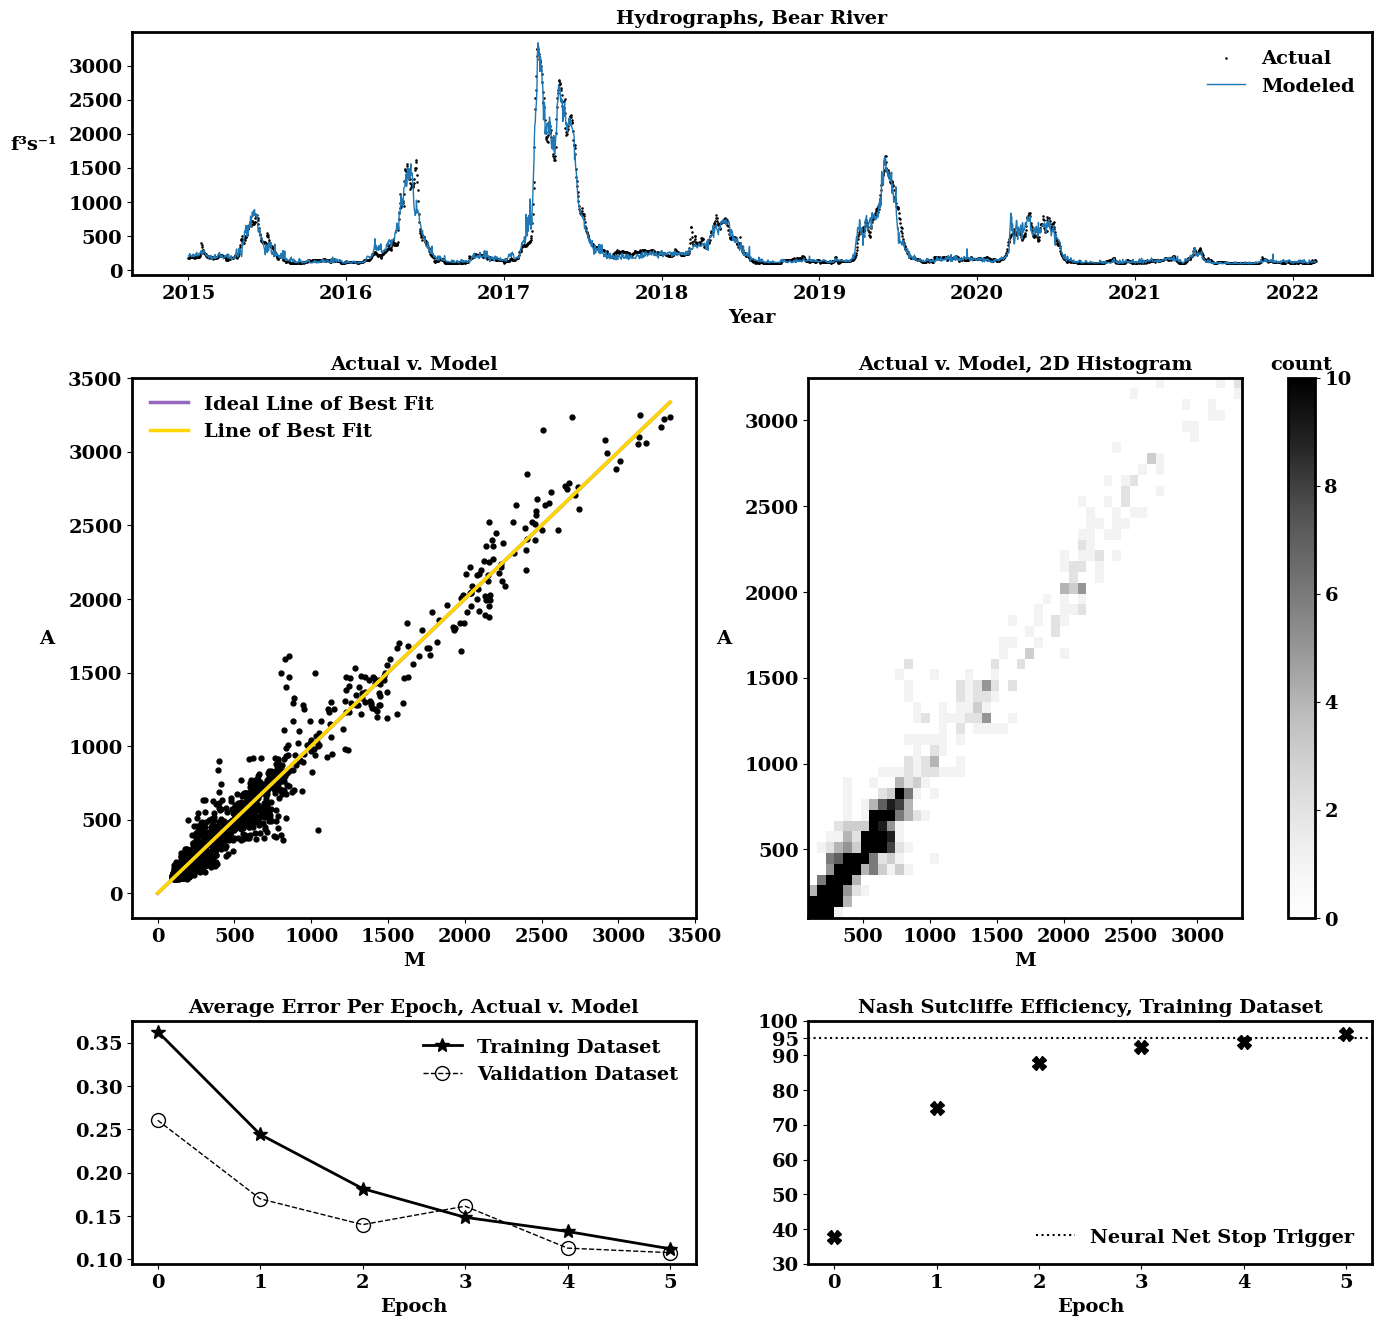 Hydrographs, Bear River
Actual
Modeled
3000
2500
2000
1500
1000
500
0
f³s⁻¹
2015 2016 2017 2018 2019 2020 2021 2022
Year
Actual v. Model
Ideal Line of Best Fit
Line of Best Fit
3500
3000
2500
2000
1500
1000
500
0
A
0 500 1000 1500 2000 2500 3000 3500
M
Actual v. Model, 2D Histogram
3000
2500
2000
1500
1000
500
A
500 1000 1500 2000 2500 3000
M
count
10
8
6
4
2
0
Average Error Per Epoch, Actual v. Model
Training Dataset
Validation Dataset
0.35
0.30
0.25
0.20
0.15
0.10
0 1 2 3 4 5
Epoch
Nash Sutcliffe Efficiency, Training Dataset
100
95
90
80
70
60
50
40
30
Neural Net Stop Trigger
0 1 2 3 4 5
Epoch